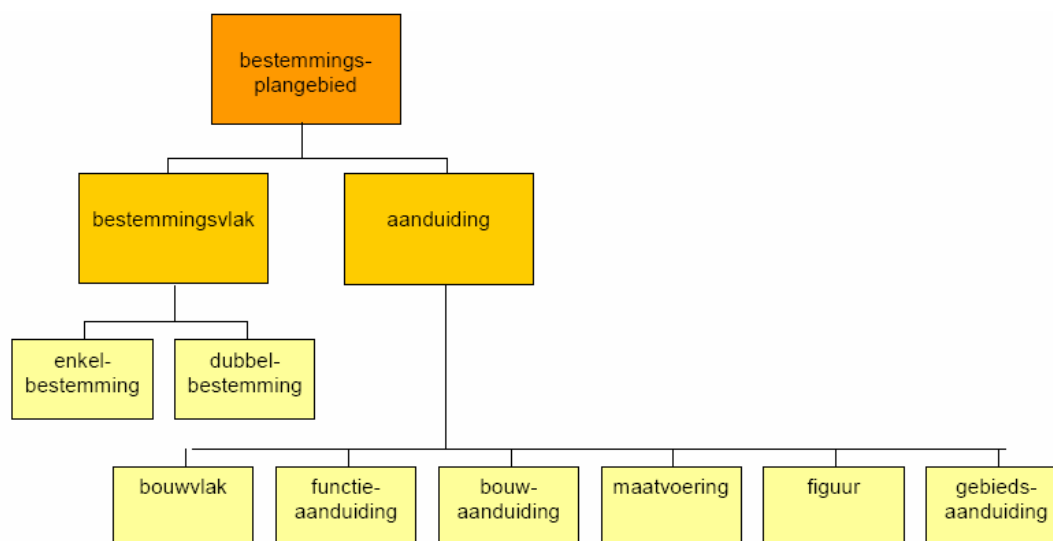 bestemmings-
plangebied
bestemmingsvlak
aanduiding
enkel-
bestemming
dubbel-
bestemming
bouwvlak
functie-
aanduiding
bouw-
aanduiding
maatvoering
figuur
gebieds-
aanduiding